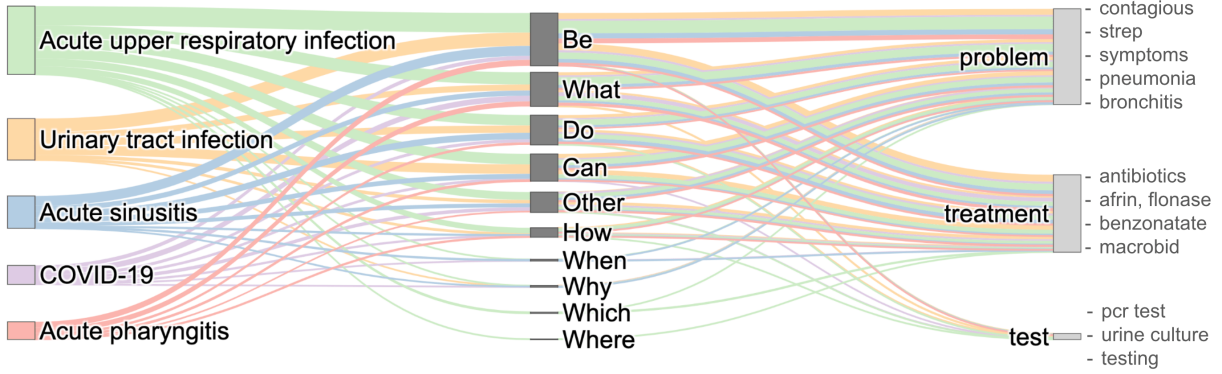 Acute upper respiratory infection
Urinary tract infection
Acute sinusitis
COVID-19
Acute pharyngitis
Be
What
Do
Can
Other
How
When
Why
Which
Where
problem
- contagious
- strep
- symptoms
- pneumonia
- bronchitis
treatment
- antibiotics
- afrin, flonase
- benzonatate
- macrobid
test
- pcr test
- urine culture
- testing